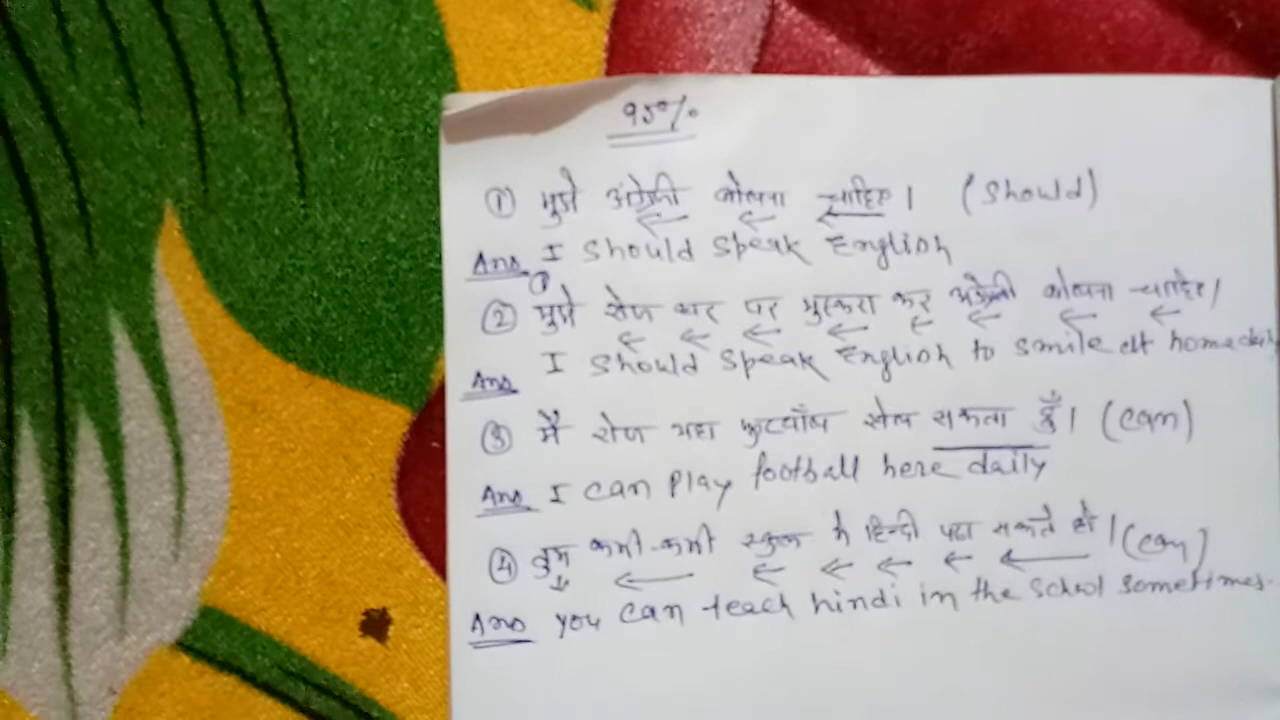 95%
① मुझे अंग्रेजी बोलना चाहिए। (should)
Ans I should speak English
② मुझे रोज घर पर मुस्करा कर अंग्रेजी बोलना चाहिए।
Ans I should speak English to smile at home
③ मै रोज यहा फुटबॉल खेल सकता हूँ। (can)
Ans I can play football here daily
④ तुम कभी-कभी स्कूल मे हिन्दी पढा सकते हो। (can)
Ans you can teach hindi in the school sometimes.